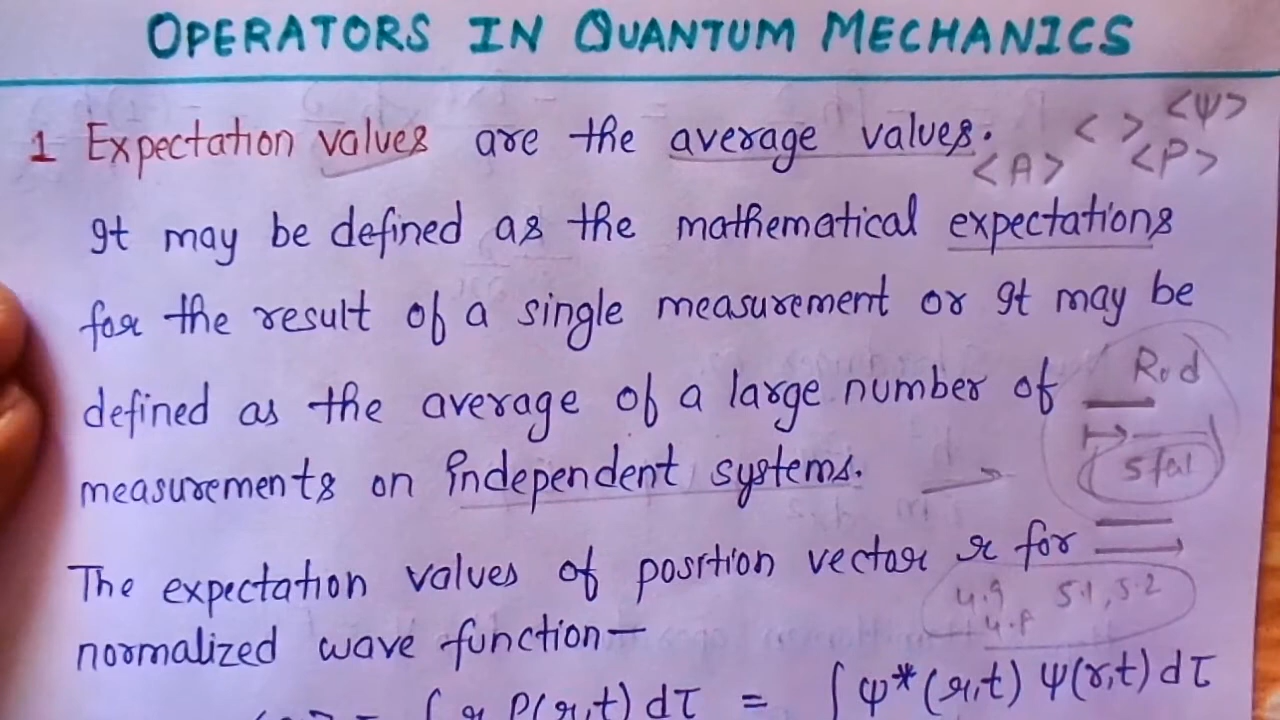 OPERATORS IN QUANTUM MECHANICS
1 Expectation values are the average values. < > <ψ>
<A> <P>
It may be defined as the mathematical expectations
for the result of a single measurement or It may be
defined as the average of a large number of Rod
measurements on independent systems. 5
The expectation values of position vector r for
4.9 5.1, 5.2
normalized wave function—
∫ r P(r,t) dτ = ∫ ψ*(r,t) ψ(r,t) dτ